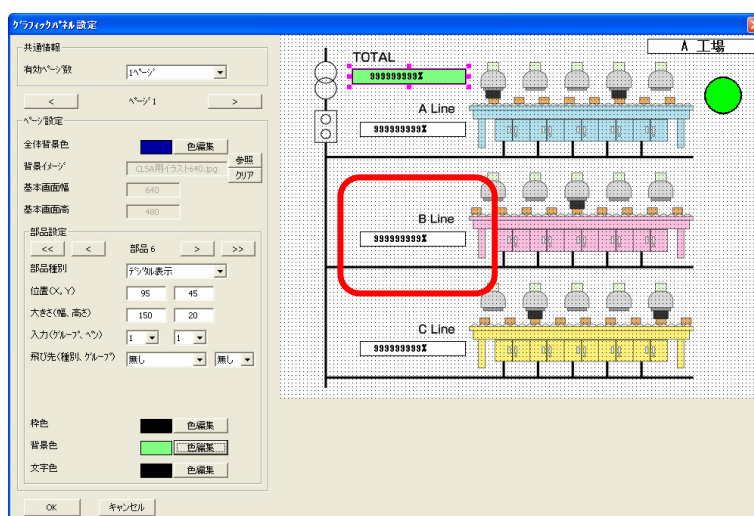 グラフィックパネル設定
共通情報
有効ページ数
1ページ
<
ページ 1
>
ページ設定
全体背景色
色編集
背景イメージ
CLSA用イラスト640.jpg
参照
クリア
基本画面幅
640
基本画面高
480
部品設定
<<
<
部品 6
>
>>
部品種別
デジタル表示
位置(X, Y)
95
45
大きさ(幅、高さ)
150
20
入力(グループ、ペン)
1
1
飛び先(種別、グループ)
無し
無し
枠色
色編集
背景色
色編集
文字色
色編集
OK
キャンセル
A 工場
TOTAL
999999999%
A Line
999999999%
B Line
999999999%
C Line
999999999%